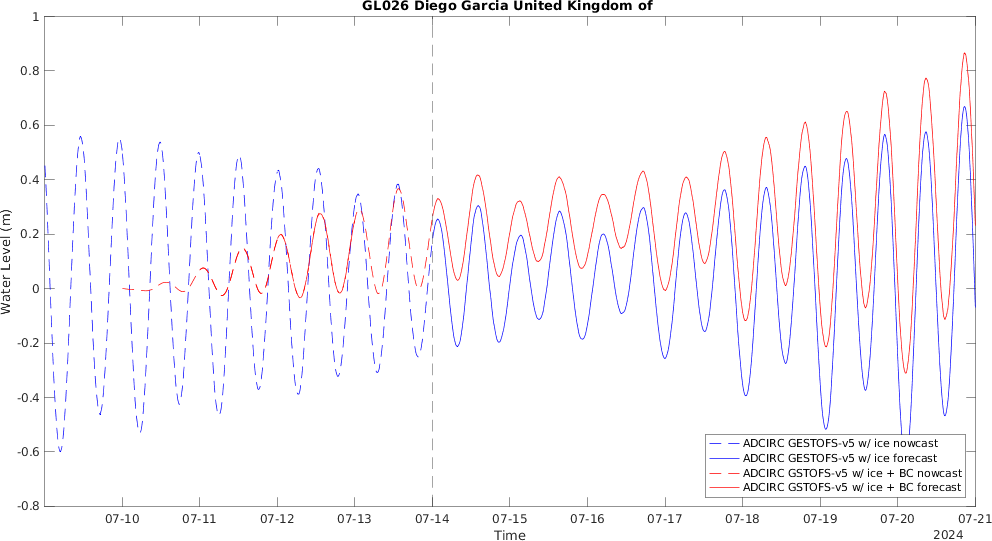 GL026 Diego Garcia United Kingdom of
1
0.8
0.6
0.4
0.2
0
-0.2
-0.4
-0.6
-0.8
Water Level (m)
07-10 07-11 07-12 07-13 07-14 07-15 07-16 07-17 07-18 07-19 07-20 07-21
Time
2024
ADCIRC GESTOFS-v5 w/ ice nowcast
ADCIRC GESTOFS-v5 w/ ice forecast
ADCIRC GSTOFS-v5 w/ ice + BC nowcast
ADCIRC GSTOFS-v5 w/ ice + BC forecast